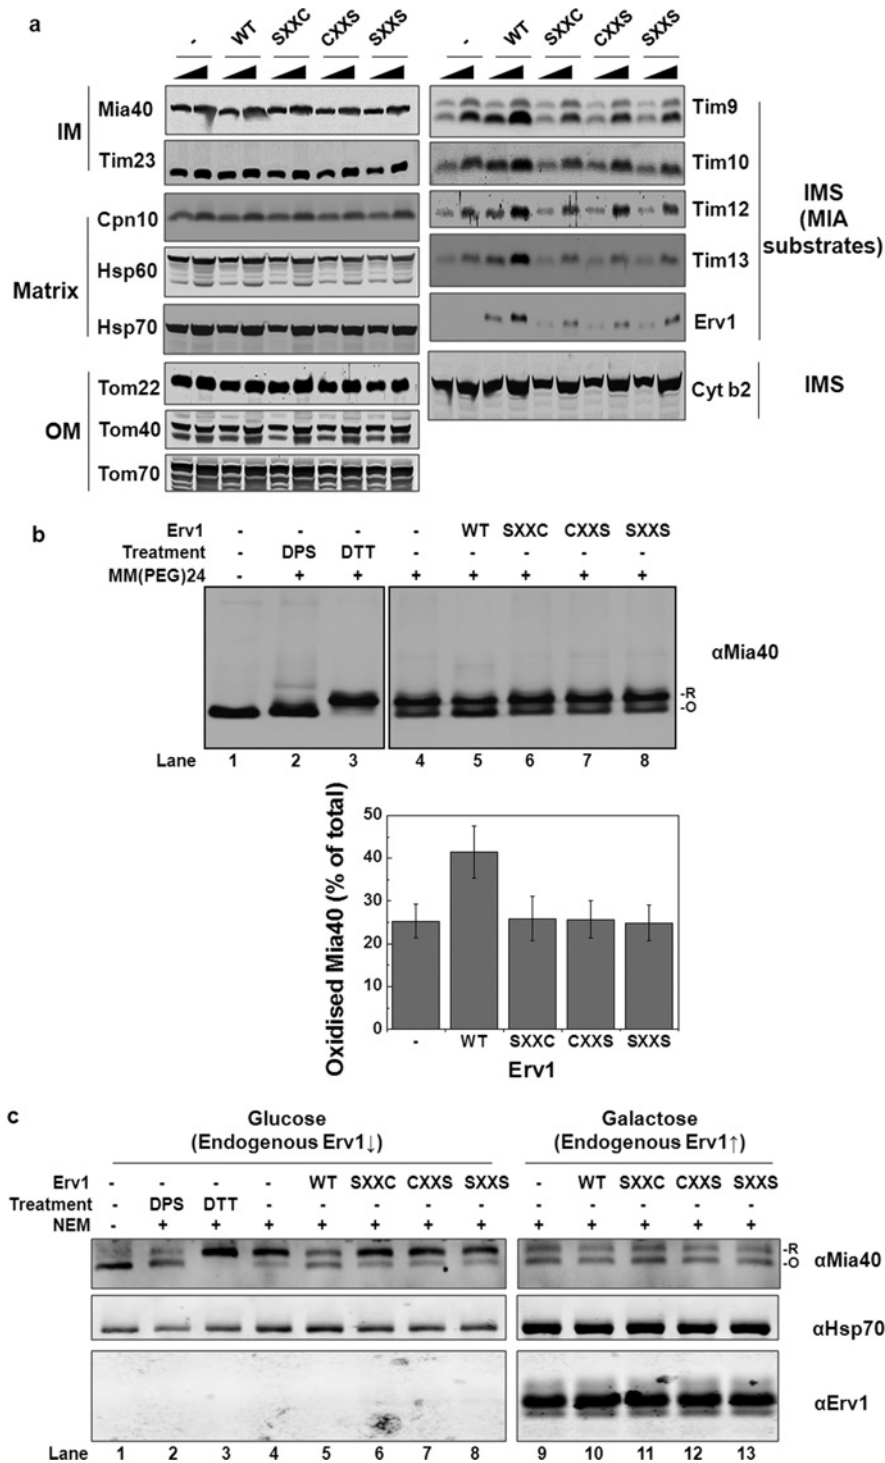 a
- WT SXXC CXXS SXXS - WT SXXC CXXS SXXS
IM
Mia40
Tim23
Matrix
Cpn10
Hsp60
Hsp70
OM
Tom22
Tom40
Tom70
Tim9
Tim10
Tim12
Tim13
Erv1
IMS
(MIA
substrates)
Cyt b2
IMS
b
Erv1 - - - - WT SXXC CXXS SXXS
Treatment - DPS DTT - - - - -
MM(PEG)24 - + + + + + + +
αMia40
-R
-O
Lane 1 2 3 4 5 6 7 8
Oxidised Mia40 (% of total)
50
40
30
20
10
0
- WT SXXC CXXS SXXS
Erv1
c
Glucose
(Endogenous Erv1↓)
Galactose
(Endogenous Erv1↑)
Erv1 - - - - WT SXXC CXXS SXXS - WT SXXC CXXS SXXS
Treatment - DPS DTT - - - - - - - - - -
NEM - + + + + + + + + + + + +
-R
-O
αMia40
αHsp70
αErv1
Lane 1 2 3 4 5 6 7 8 9 10 11 12 13